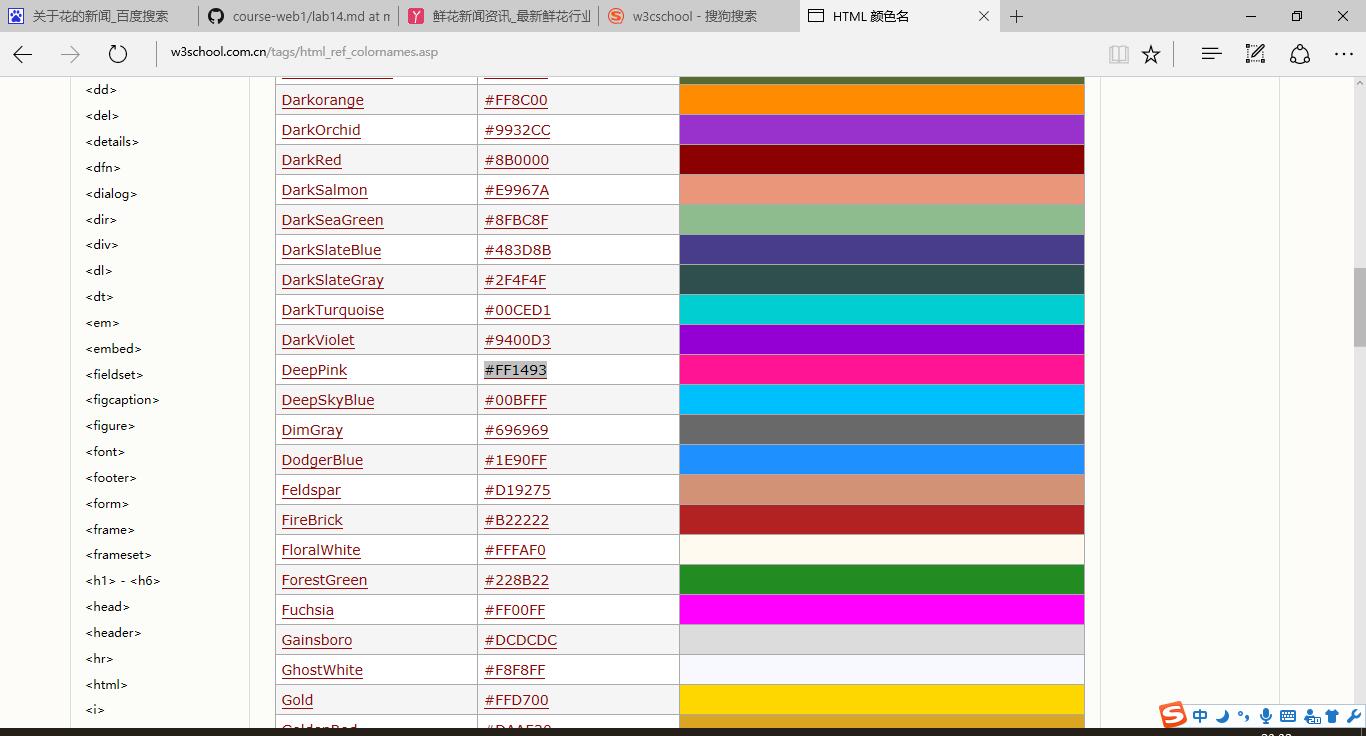 关于花的新闻_百度搜索
course-web1/lab14.md at m
鲜花新闻资讯_最新鲜花行业
w3cschool - 搜狗搜索
HTML 颜色名
w3school.com.cn/tags/html_ref_colornames.asp
<dd>
<del>
<details>
<dfn>
<dialog>
<dir>
<div>
<dl>
<dt>
<em>
<embed>
<fieldset>
<figcaption>
<figure>
<font>
<footer>
<form>
<frame>
<frameset>
<h1> - <h6>
<head>
<header>
<hr>
<html>
<i>
Darkorange #FF8C00
DarkOrchid #9932CC
DarkRed #8B0000
DarkSalmon #E9967A
DarkSeaGreen #8FBC8F
DarkSlateBlue #483D8B
DarkSlateGray #2F4F4F
DarkTurquoise #00CED1
DarkViolet #9400D3
DeepPink #FF1493
DeepSkyBlue #00BFFF
DimGray #696969
DodgerBlue #1E90FF
Feldspar #D19275
FireBrick #B22222
FloralWhite #FFFAF0
ForestGreen #228B22
Fuchsia #FF00FF
Gainsboro #DCDCDC
GhostWhite #F8F8FF
Gold #FFD700
GoldenRod #DAA520
中